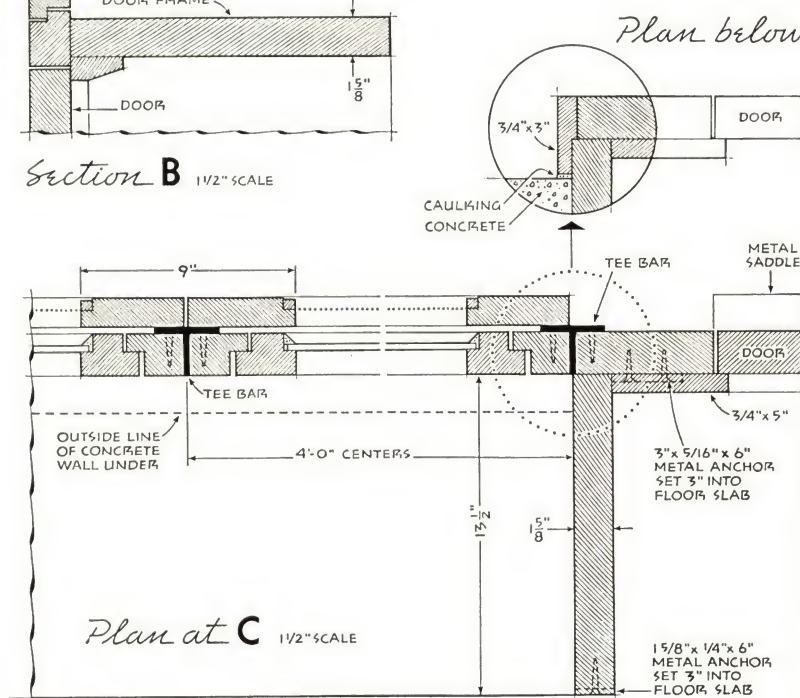 DOOR FRAME
1 5/8"
DOOR
Section B 1 1/2" SCALE
Plan below
3/4"x3"
DOOR
CAULKING
CONCRETE
METAL
SADDLE
9"
TEE BAR
DOOR
TEE BAR
3/4"x 5"
OUTSIDE LINE
OF CONCRETE
WALL UNDER
4'-0" CENTERS
3"x 5/16"x 6"
METAL ANCHOR
SET 3" INTO
FLOOR SLAB
13 1/2"
1 5/8"
Plan at C 1 1/2" SCALE
1 5/8"x 1/4"x 6"
METAL ANCHOR
SET 3" INTO
FLOOR SLAB